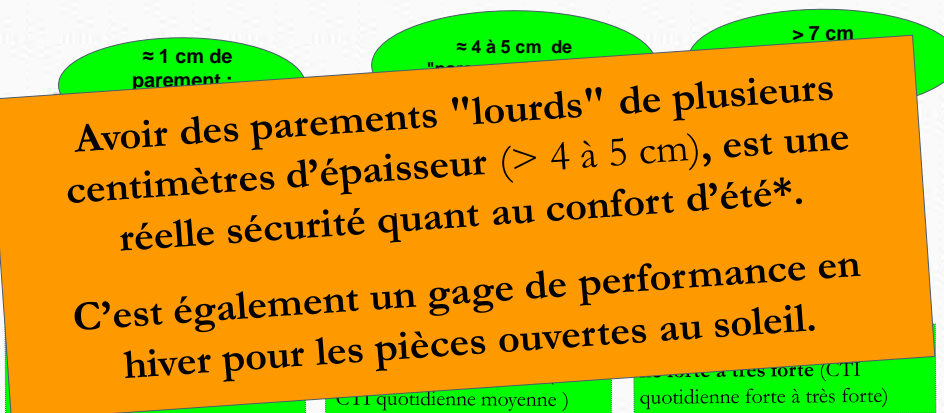 ≈ 1 cm de
parement :
≈ 4 à 5 cm de
> 7 cm
Avoir des parements "lourds" de plusieurs
centimètres d’épaisseur (> 4 à 5 cm), est une
réelle sécurité quant au confort d’été*.
C’est également un gage de performance en
hiver pour les pièces ouvertes au soleil.
CTI quotidienne moyenne )
forte à très forte (CTI
quotidienne forte à très forte)